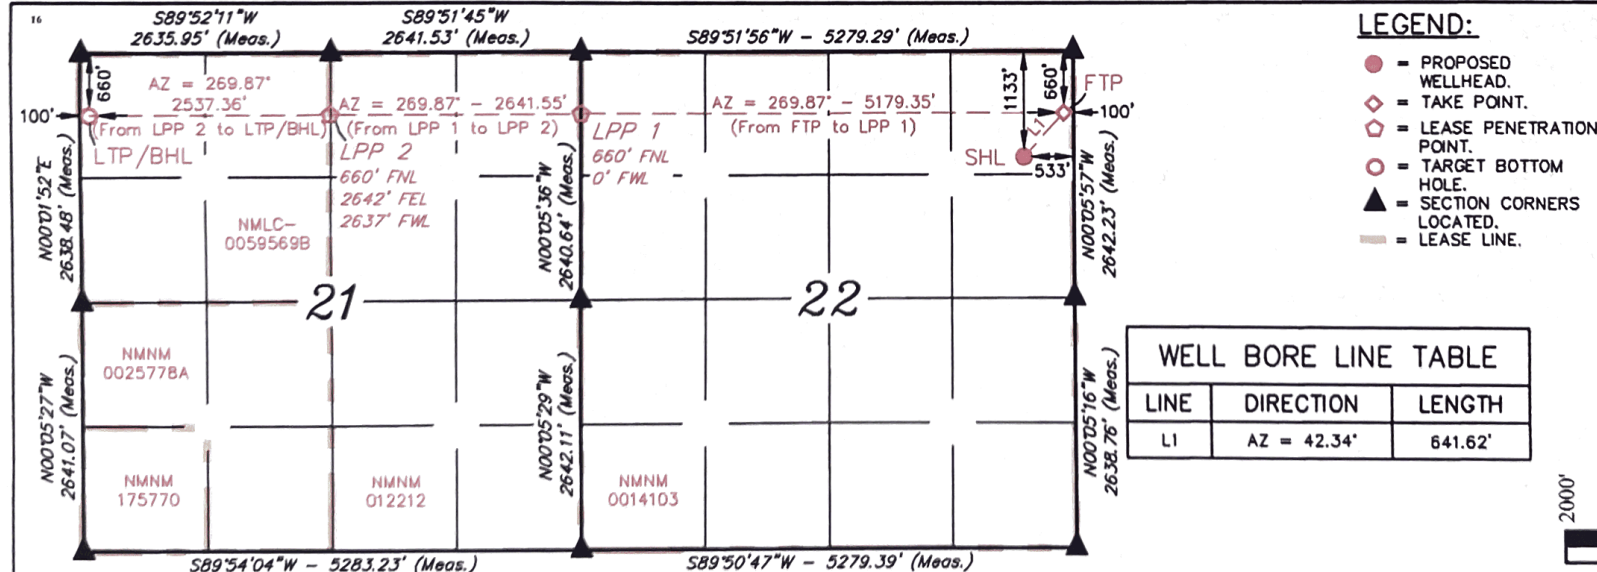 16
S89°52'11"W
2635.95' (Meas.)
S89°51'45"W
2641.53' (Meas.)
S89°51'56"W - 5279.29' (Meas.)
660'
AZ = 269.87°
2537.36'
(From LPP 2 to LTP/BHL)
AZ = 269.87° - 2641.55'
(From LPP 1 to LPP 2)
AZ = 269.87° - 5179.35'
(From FTP to LPP 1)
1133'
660'
FTP
100'
100'
L1
LTP/BHL
LPP 2
660' FNL
2642' FEL
2637' FWL
LPP 1
660' FNL
0' FWL
SHL
533'
N00°01'52"E
2638.48' (Meas.)
N00°05'36"W
2640.64' (Meas.)
N00°05'57"W
2642.23' (Meas.)
NMLC-
0059569B
21
22
NMNM
0025778A
N00°05'27"W
2641.07' (Meas.)
N00°05'29"W
2642.11' (Meas.)
N00°05'16"W
2638.76' (Meas.)
NMNM
175770
NMNM
012212
NMNM
0014103
S89°54'04"W - 5283.23' (Meas.)
S89°50'47"W - 5279.39' (Meas.)
LEGEND:
= PROPOSED
WELLHEAD.
= TAKE POINT.
= LEASE PENETRATION
POINT.
= TARGET BOTTOM
HOLE.
= SECTION CORNERS
LOCATED.
= LEASE LINE.
WELL BORE LINE TABLE
LINE DIRECTION LENGTH
L1 AZ = 42.34° 641.62'
2000'